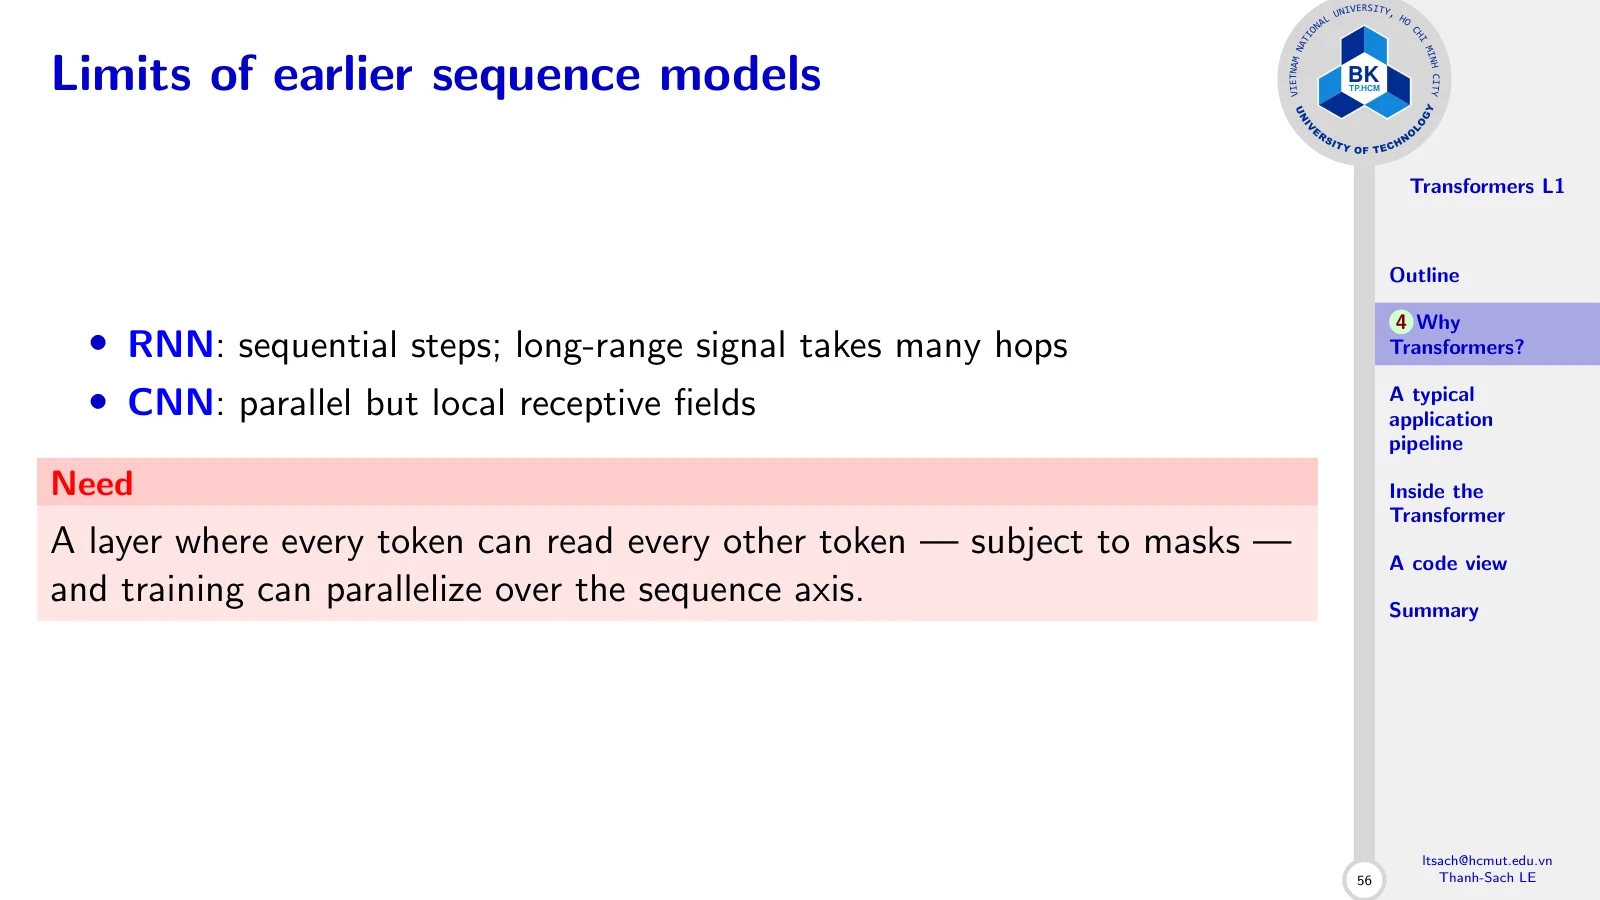 Limits of earlier sequence models
VIETNAM NATIONAL UNIVERSITY, HO CHI MINH CITY
BK
TP.HCM
UNIVERSITY OF TECHNOLOGY
Transformers L1
• RNN: sequential steps; long-range signal takes many hops
• CNN: parallel but local receptive fields
Need
A layer where every token can read every other token — subject to masks —
and training can parallelize over the sequence axis.
Outline
4 Why
Transformers?
A typical
application
pipeline
Inside the
Transformer
A code view
Summary
ltsach@hcmut.edu.vn
Thanh-Sach LE
56